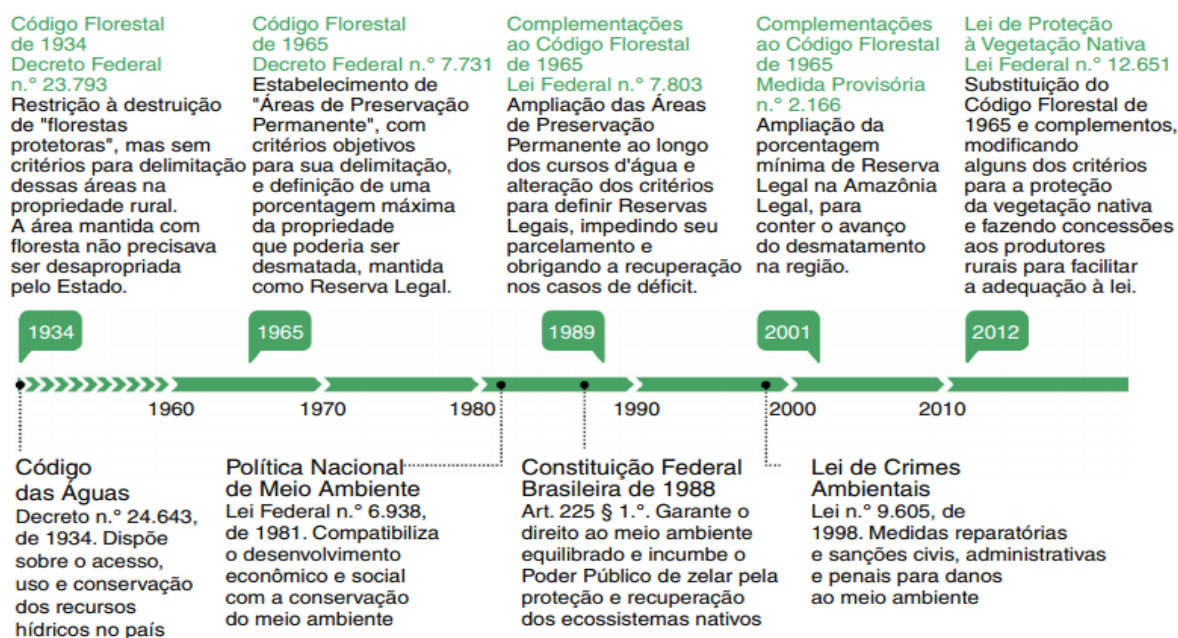 Código Florestal
de 1934
Decreto Federal
n.° 23.793
Restrição à destruição
de "florestas
protetoras", mas sem
critérios para delimitação
dessas áreas na
propriedade rural.
A área mantida com
floresta não precisava
ser desapropriada
pelo Estado.
Código Florestal
de 1965
Decreto Federal n.° 7.731
Estabelecimento de
"Áreas de Preservação
Permanente", com
critérios objetivos
para sua delimitação,
e definição de uma
porcentagem máxima
da propriedade
que poderia ser
desmatada, mantida
como Reserva Legal.
Complementações
ao Código Florestal
de 1965
Lei Federal n.° 7.803
Ampliação das Áreas
de Preservação
Permanente ao longo
dos cursos d'água e
alteração dos critérios
para definir Reservas
Legais, impedindo seu
parcelamento e
obrigando a recuperação
nos casos de déficit.
Complementações
ao Código Florestal
de 1965
Medida Provisória
n.° 2.166
Ampliação da
porcentagem
mínima de Reserva
Legal na Amazônia
Legal, para
conter o avanço
do desmatamento
na região.
Lei de Proteção
à Vegetação Nativa
Lei Federal n.° 12.651
Substituição do
Código Florestal de
1965 e complementos,
modificando
alguns dos critérios
para a proteção
da vegetação nativa
e fazendo concessões
aos produtores
rurais para facilitar
a adequação à lei.
1934
1965
1989
2001
2012
1960
1970
1980
1990
2000
2010
Código
das Águas
Decreto n.° 24.643,
de 1934. Dispõe
sobre o acesso,
uso e conservação
dos recursos
hídricos no país
Política Nacional
de Meio Ambiente
Lei Federal n.° 6.938,
de 1981. Compatibiliza
o desenvolvimento
econômico e social
com a conservação
do meio ambiente
Constituição Federal
Brasileira de 1988
Art. 225 § 1.°. Garante o
direito ao meio ambiente
equilibrado e incumbe o
Poder Público de zelar pela
proteção e recuperação
dos ecossistemas nativos
Lei de Crimes
Ambientais
Lei n.° 9.605, de
1998. Medidas reparatórias
e sanções civis, administrativas
e penais para danos
ao meio ambiente